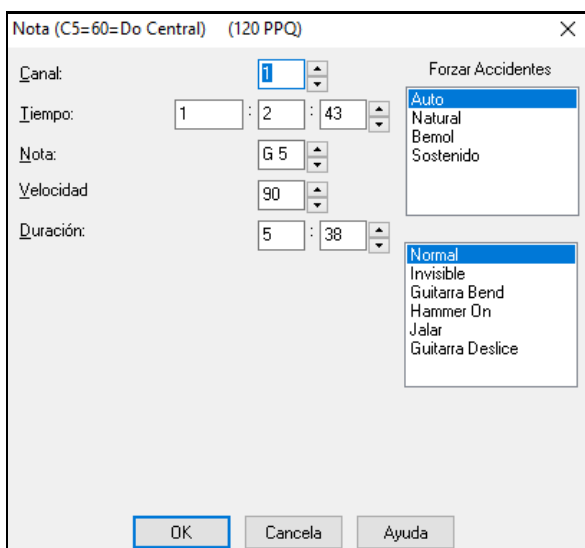 Nota (C5=60=Do Central) (120 PPQ)
Canal: 1
Forzar Accidentes
Tiempo: 1 : 2 : 43
Nota: G 5
Velocidad 90
Duración: 5 : 38
Auto
Natural
Bemol
Sostenido
Normal
Invisible
Guitarra Bend
Hammer On
Jalar
Guitarra Deslice
OK Cancela Ayuda